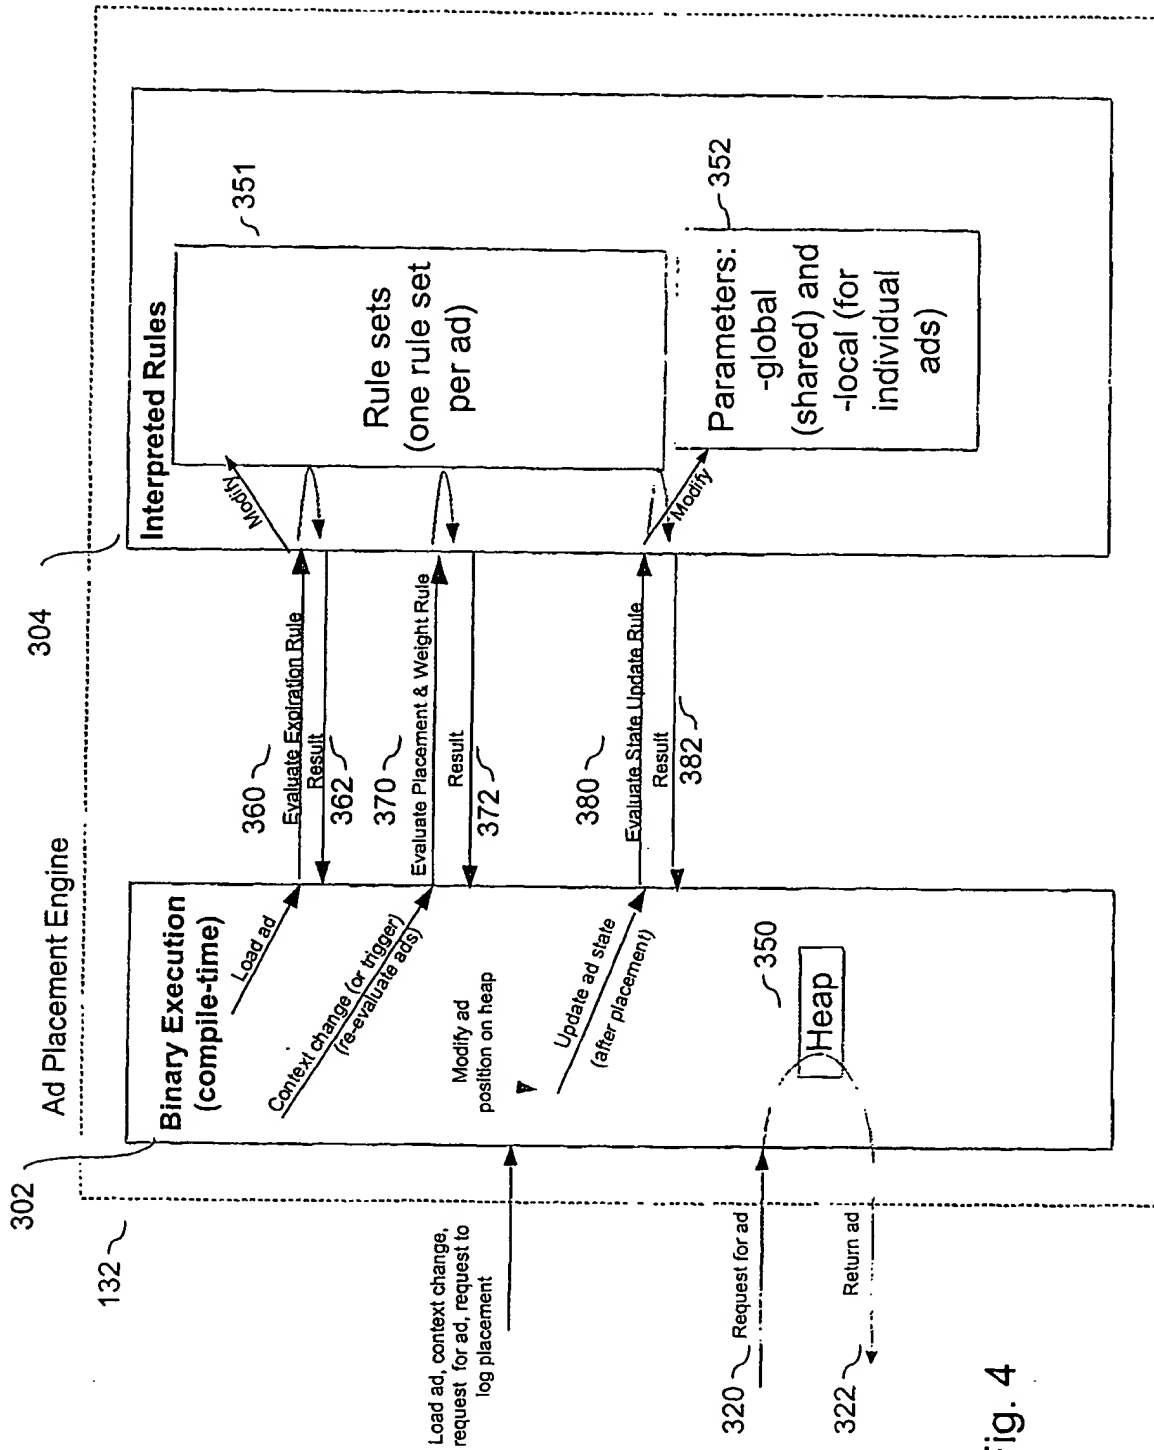 Ad Placement Engine
132
302
304
Binary Execution
(compile-time)
Load ad
Context change (or trigger)
(re-evaluate ads)
Modify ad
position on heap
Update ad state
(after placement)
350
Heap
360
Evaluate Expiration Rule
Result
362
370
Evaluate Placement & Weight Rule
Result
372
380
Evaluate State Update Rule
Result
382
Interpreted Rules
Modify
Rule sets
(one rule set
per ad)
351
Modify
Parameters:
-global
(shared) and
-local (for
individual
ads)
352
Load ad, context change,
request for ad, request to
log placement
320
Request for ad
322
Return ad
Fig. 4